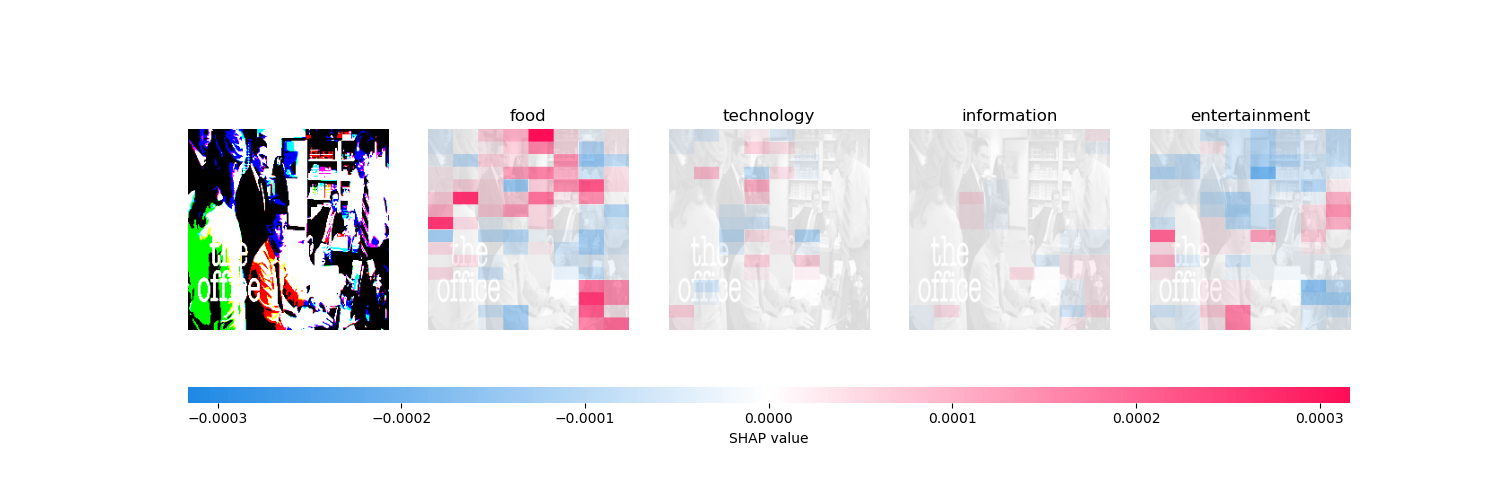 food technology information entertainment
the
office
the
office
the
office
the
office
the
office
−0.0003 −0.0002 −0.0001 0.0000 0.0001 0.0002 0.0003
SHAP value